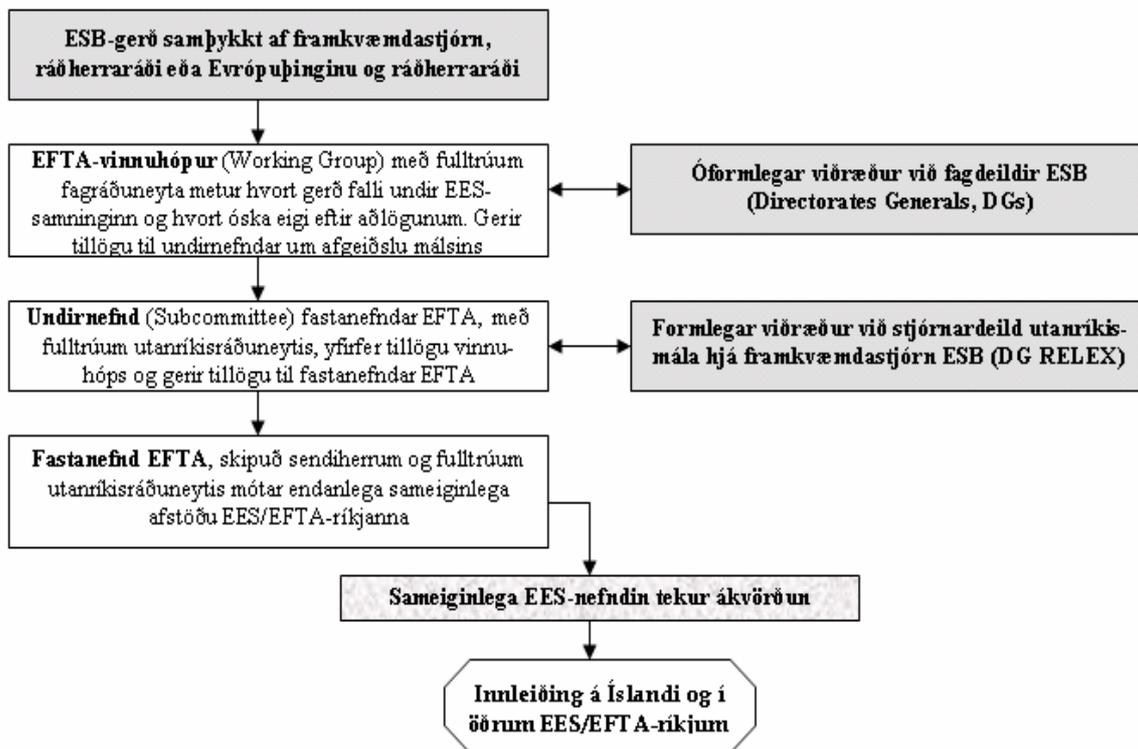 ESB-gerð samþykkt af framkvæmdastjórn,
ráðherraráði eða Evrópuþinginu og ráðherraráði
EFTA-vinnuhópur (Working Group) með fulltrúum
fagráðuneyta metur hvort gerð falli undir EES-
samninginn og hvort óska eigi eftir aðlögunum. Gerir
tillögu til undirnefndar um afgeiðslu málsins
Óformlegar viðræður við fagdeildir ESB
(Directorates Generals, DGs)
Undirnefnd (Subcommittee) fastanefndar EFTA, með
fulltrúum utanríkisráðuneytis, yfirfer tillögu vinnu-
hóps og gerir tillögu til fastanefndar EFTA
Formlegar viðræður við stjórnardeild utanríkis-
mála hjá framkvæmdastjórn ESB (DG RELEX)
Fastanefnd EFTA, skipuð sendiherrum og fulltrúum
utanríkisráðuneytis mótar endanlega sameiginlega
afstöðu EES/EFTA-ríkjanna
Sameiginlega EES-nefndin tekur ákvörðun
Innleiðing á Íslandi og í
öðrum EES/EFTA-ríkjum